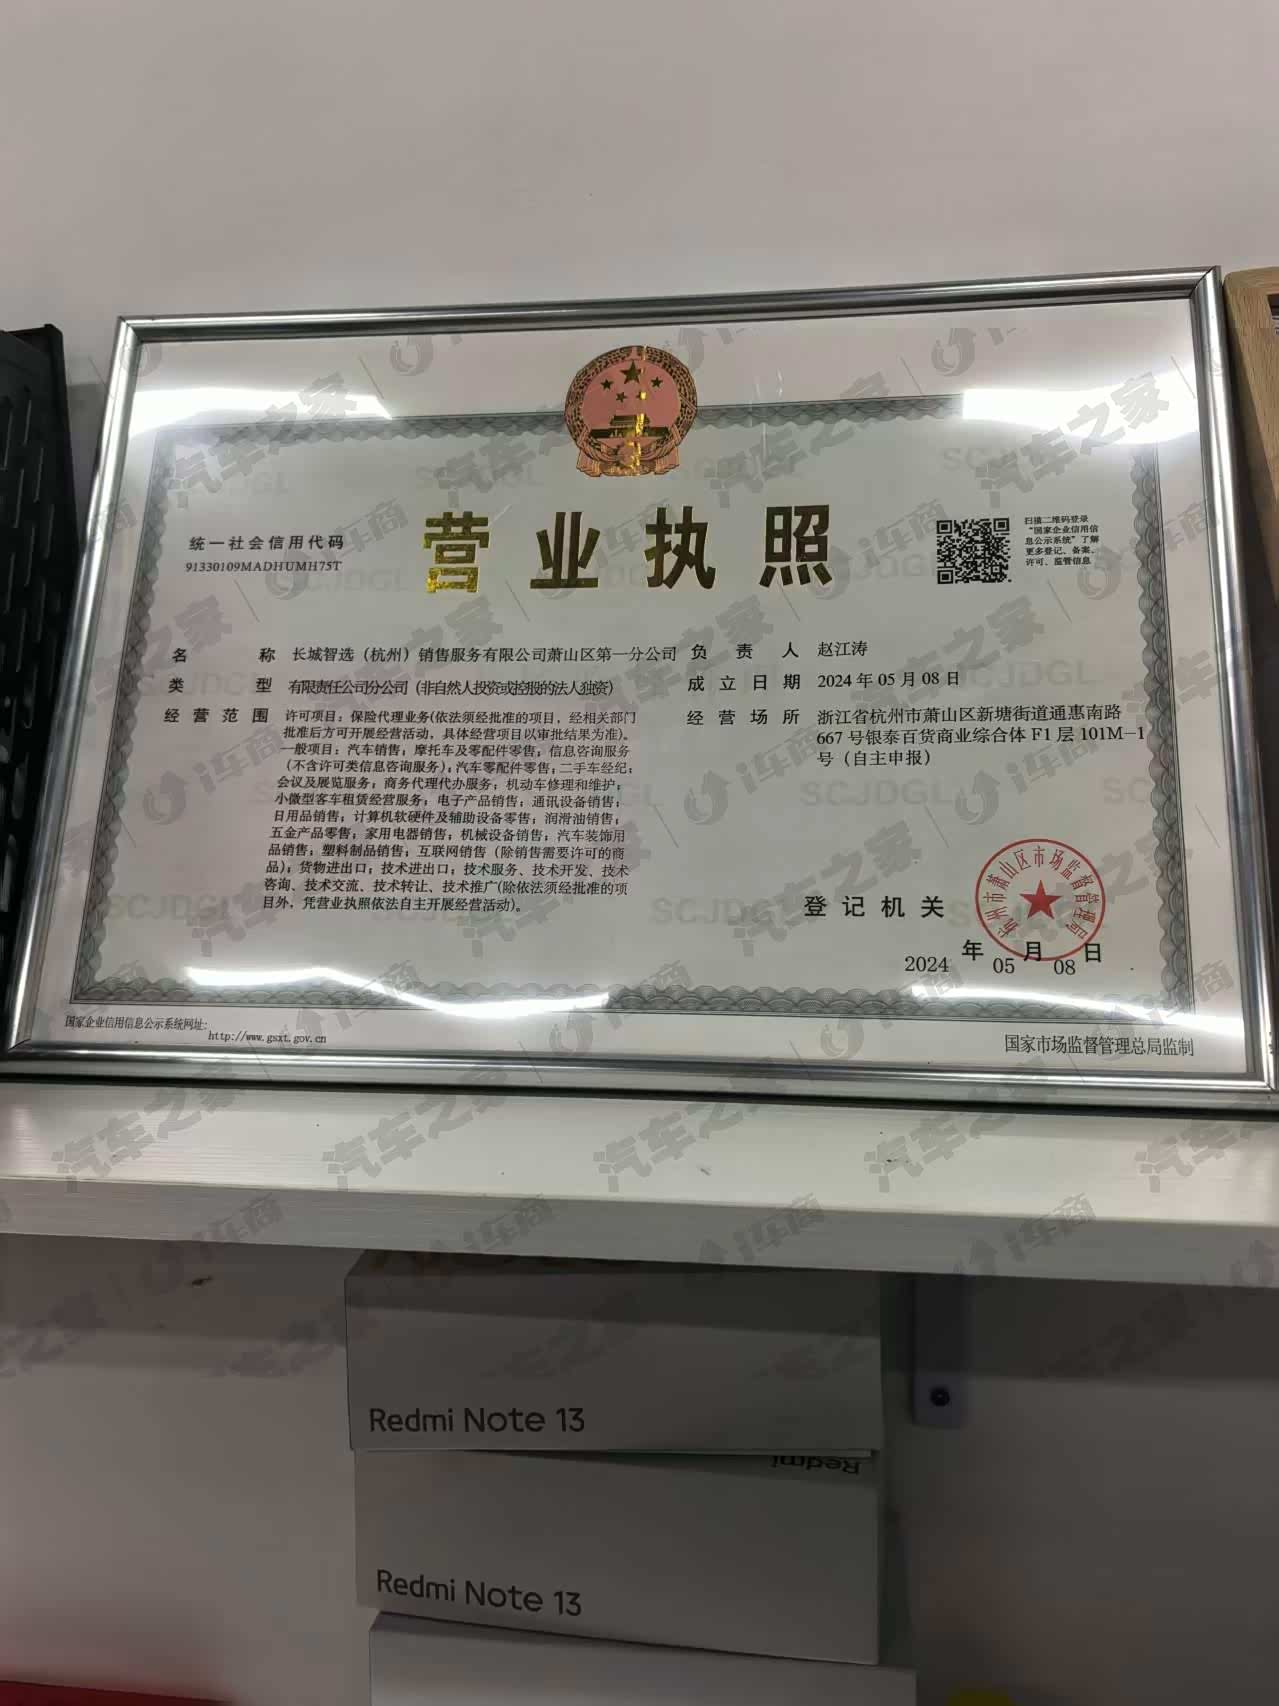 营业执照
统一社会信用代码
91330109MADHUMH75T
扫描二维码登录
“国家企业信用信
息公示系统”了解
更多登记、备案、
许可、监管信息
名 称 长城智选（杭州）销售服务有限公司萧山区第一分公司
类 型 有限责任公司分公司（非自然人投资或控股的法人独资）
经营范围 许可项目：保险代理业务(依法须经批准的项目，经相关部门
批准后方可开展经营活动，具体经营项目以审批结果为准)。
一般项目：汽车销售；摩托车及零配件零售；信息咨询服务
（不含许可类信息咨询服务）；汽车零配件零售；二手车经纪；
会议及展览服务；商务代理代办服务；机动车修理和维护；
小微型客车租赁经营服务；电子产品销售；通讯设备销售；
日用品销售；计算机软硬件及辅助设备零售；润滑油销售；
五金产品零售；家用电器销售；机械设备销售；汽车装饰用
品销售；塑料制品销售；互联网销售（除销售需要许可的商
品）；货物进出口；技术进出口；技术服务、技术开发、技术
咨询、技术交流、技术转让、技术推广(除依法须经批准的项
目外，凭营业执照依法自主开展经营活动)。
负责人 赵江涛
成立日期 2024年05月08日
经营场所 浙江省杭州市萧山区新塘街道通惠南路
667号银泰百货商业综合体F1层101M-1
号（自主申报）
登记机关
杭州市萧山区市场监督管理局
2024 年 05 月 08 日
国家企业信用信息公示系统网址：
http://www.gsxt.gov.cn
国家市场监督管理总局监制
Redmi Note 13
Redmi
Redmi Note 13
SCJDGL
汽车之家
i车商